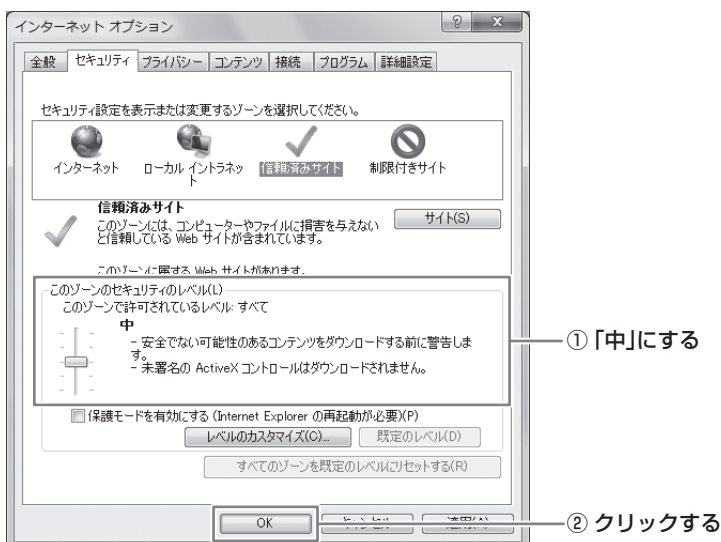 インターネット オプション
全般
セキュリティ
プライバシー
コンテンツ
接続
プログラム
詳細設定
セキュリティ設定を表示または変更するゾーンを選択してください。
インターネット
ローカル イントラネッ
ト
信頼済みサイト
制限付きサイト
信頼済みサイト
このゾーンには、コンピューターやファイルに損害を与えない
と信頼している Web サイトが含まれています。
サイト(S)
このゾーンに属する Web サイトがあります。
このゾーンのセキュリティのレベル(L)
このゾーンで許可されているレベル: すべて
中
- 安全でない可能性のあるコンテンツをダウンロードする前に警告しま
す。
- 未署名の ActiveX コントロールはダウンロードされません。
① 「中」にする
保護モードを有効にする (Internet Explorer の再起動が必要)(P)
レベルのカスタマイズ(C)...
既定のレベル(D)
すべてのゾーンを既定のレベルにリセットする(R)
OK
キャンセル
適用(A)
② クリックする